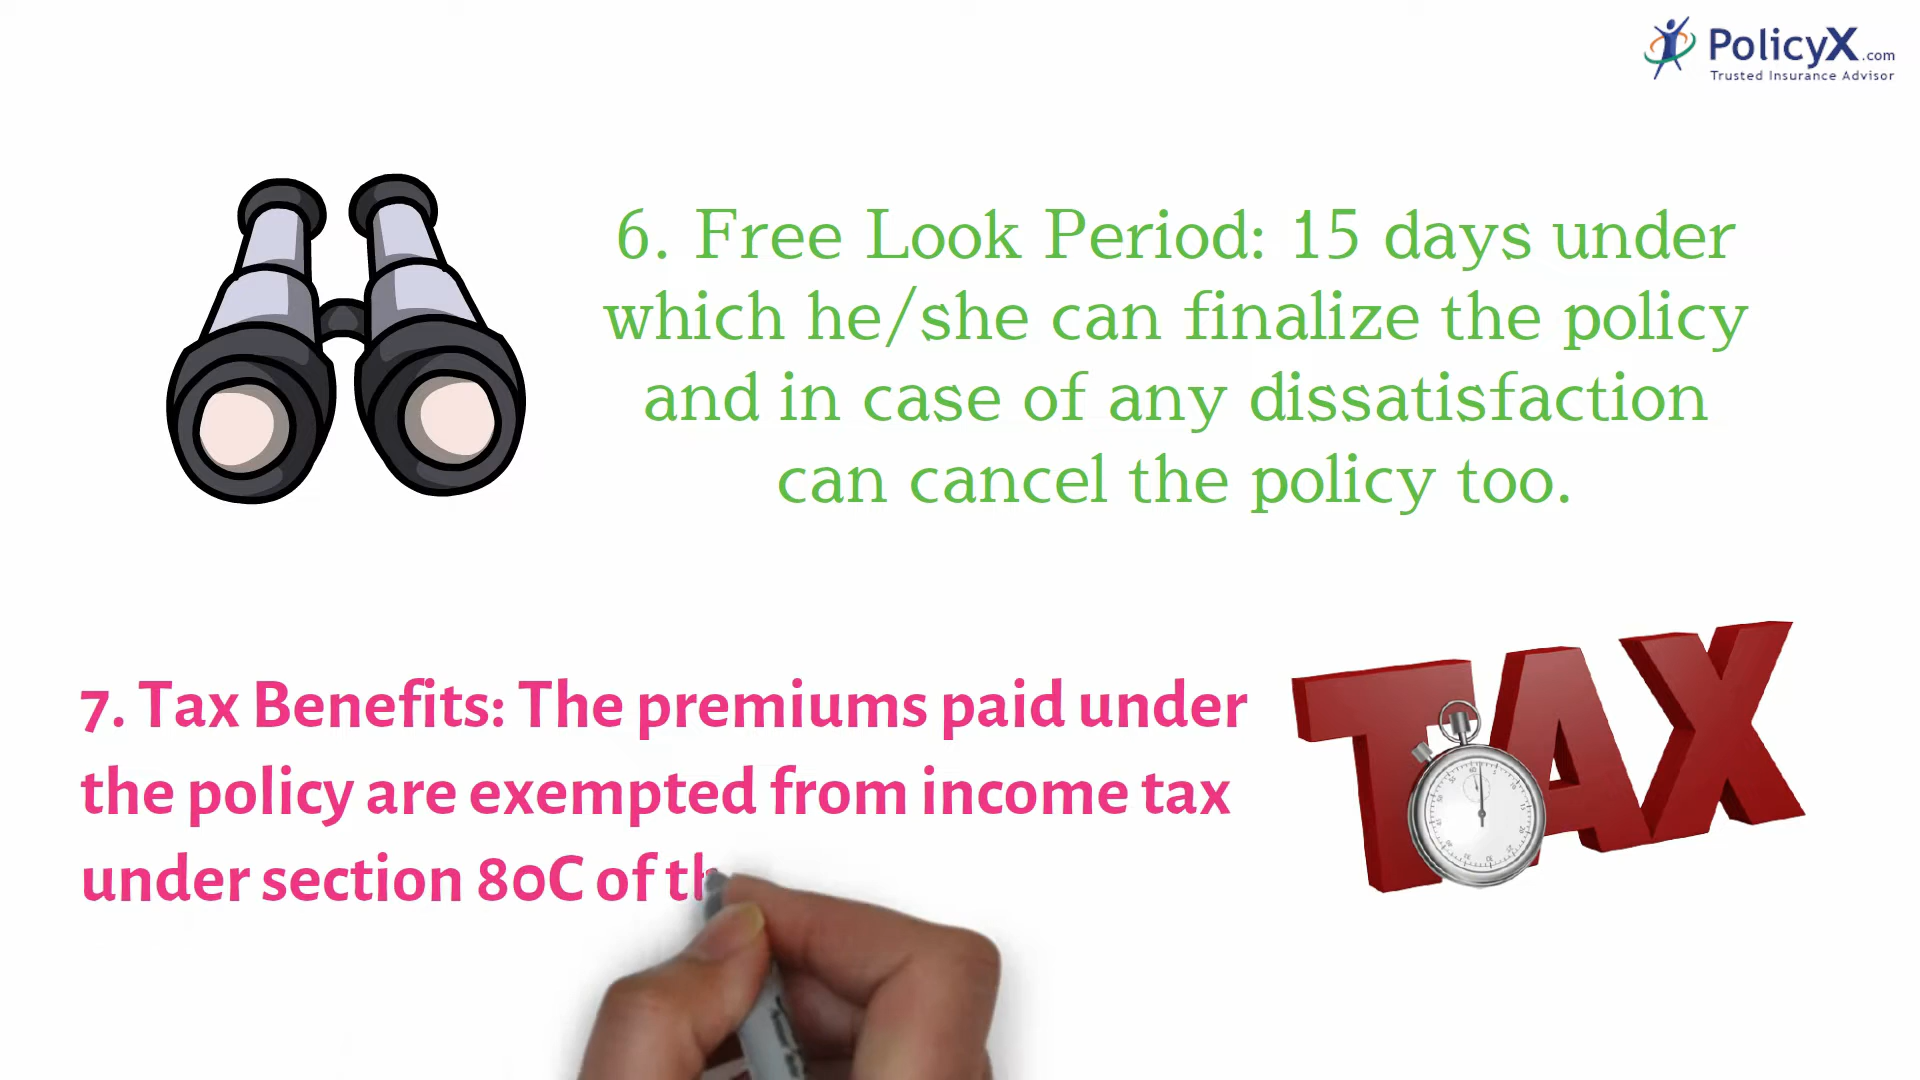 PolicyX.com
Trusted Insurance Advisor
6. Free Look Period: 15 days under
which he/she can finalize the policy
and in case of any dissatisfaction
can cancel the policy too.
TAX
7. Tax Benefits: The premiums paid under
the policy are exempted from income tax
under section 80C of th